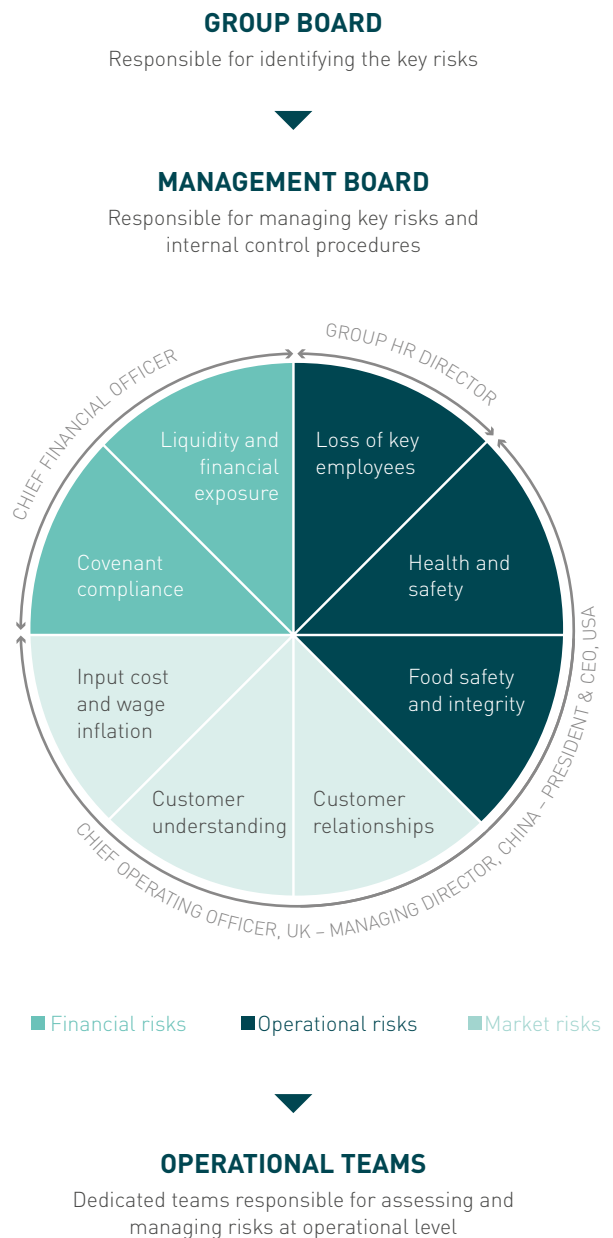 GROUP BOARD
Responsible for identifying the key risks
MANAGEMENT BOARD
Responsible for managing key risks and
internal control procedures
CHIEF FINANCIAL OFFICER
GROUP HR DIRECTOR
Liquidity and
financial
exposure
Loss of key
employees
Covenant
compliance
Health and
safety
Input cost
and wage
inflation
Food safety
and integrity
Customer
understanding
Customer
relationships
CHIEF OPERATING OFFICER, UK – MANAGING DIRECTOR, CHINA – PRESIDENT & CEO, USA
Financial risks
Operational risks
Market risks
OPERATIONAL TEAMS
Dedicated teams responsible for assessing and
managing risks at operational level